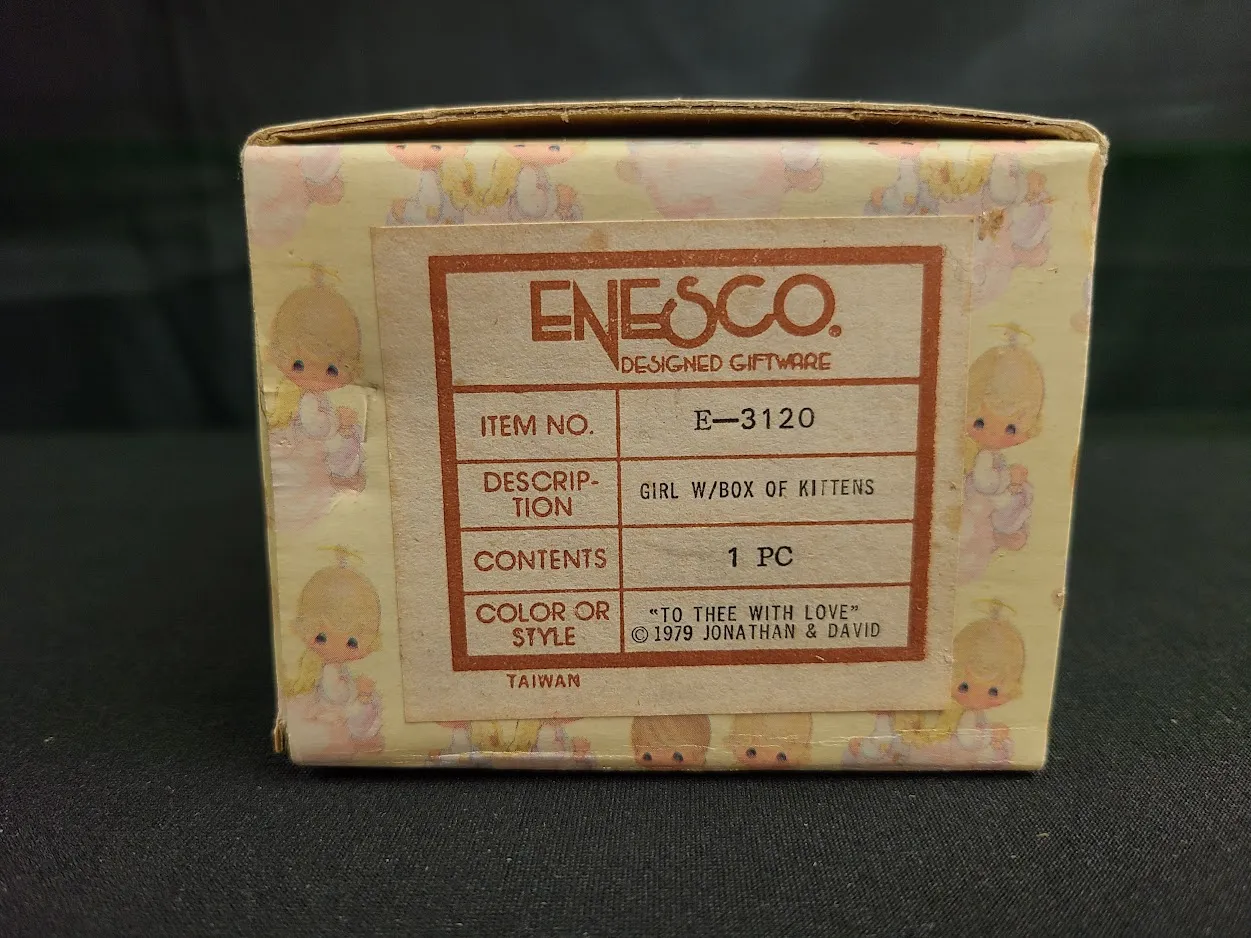 ENESCO.
DESIGNED GIFTWARE
ITEM NO. E-3120
DESCRIP-
TION GIRL W/BOX OF KITTENS
CONTENTS 1 PC
COLOR OR "TO THEE WITH LOVE"
STYLE © 1979 JONATHAN & DAVID
TAIWAN